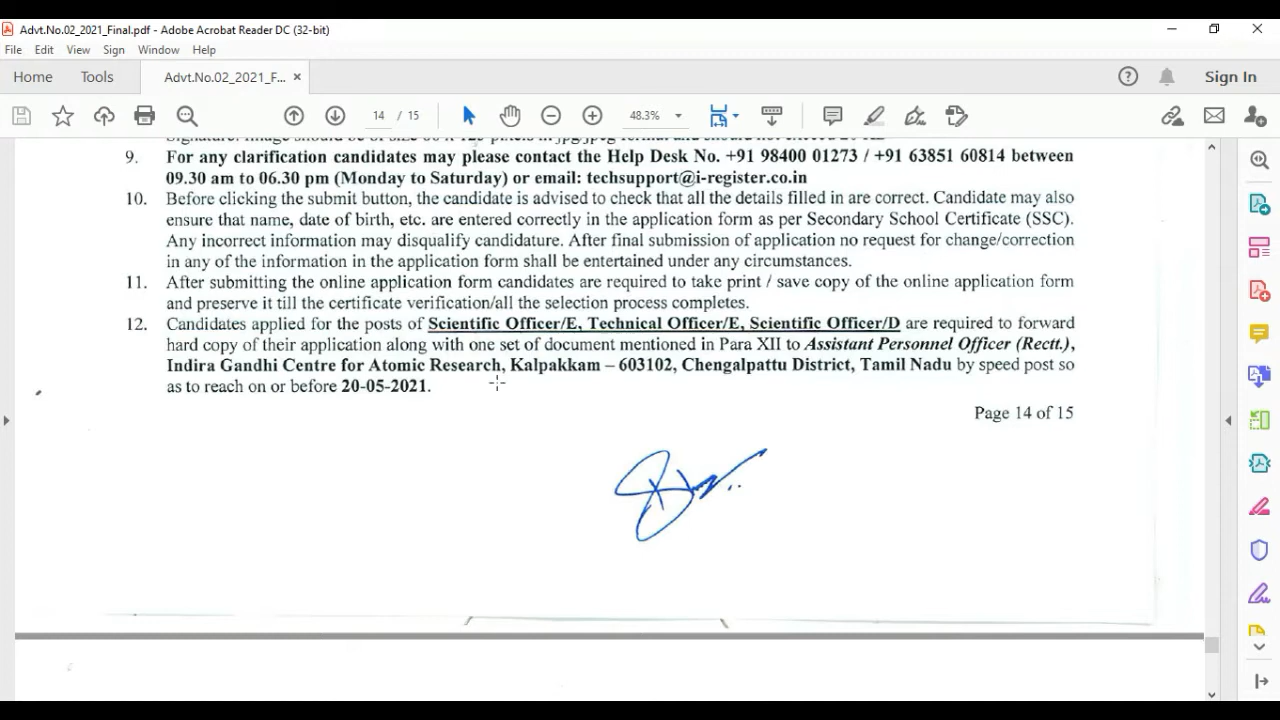 Advt.No.02_2021_Final.pdf - Adobe Acrobat Reader DC (32-bit)
File Edit View Sign Window Help
Home Tools Advt.No.02_2021_F... × Sign In
14 / 15 48.3%
9. For any clarification candidates may please contact the Help Desk No. +91 98400 01273 / +91 63851 60814 between
09.30 am to 06.30 pm (Monday to Saturday) or email: techsupport@i-register.co.in
10. Before clicking the submit button, the candidate is advised to check that all the details filled in are correct. Candidate may also
ensure that name, date of birth, etc. are entered correctly in the application form as per Secondary School Certificate (SSC).
Any incorrect information may disqualify candidature. After final submission of application no request for change/correction
in any of the information in the application form shall be entertained under any circumstances.
11. After submitting the online application form candidates are required to take print / save copy of the online application form
and preserve it till the certificate verification/all the selection process completes.
12. Candidates applied for the posts of Scientific Officer/E, Technical Officer/E, Scientific Officer/D are required to forward
hard copy of their application along with one set of document mentioned in Para XII to Assistant Personnel Officer (Rectt.),
Indira Gandhi Centre for Atomic Research, Kalpakkam – 603102, Chengalpattu District, Tamil Nadu by speed post so
as to reach on or before 20-05-2021.
Page 14 of 15